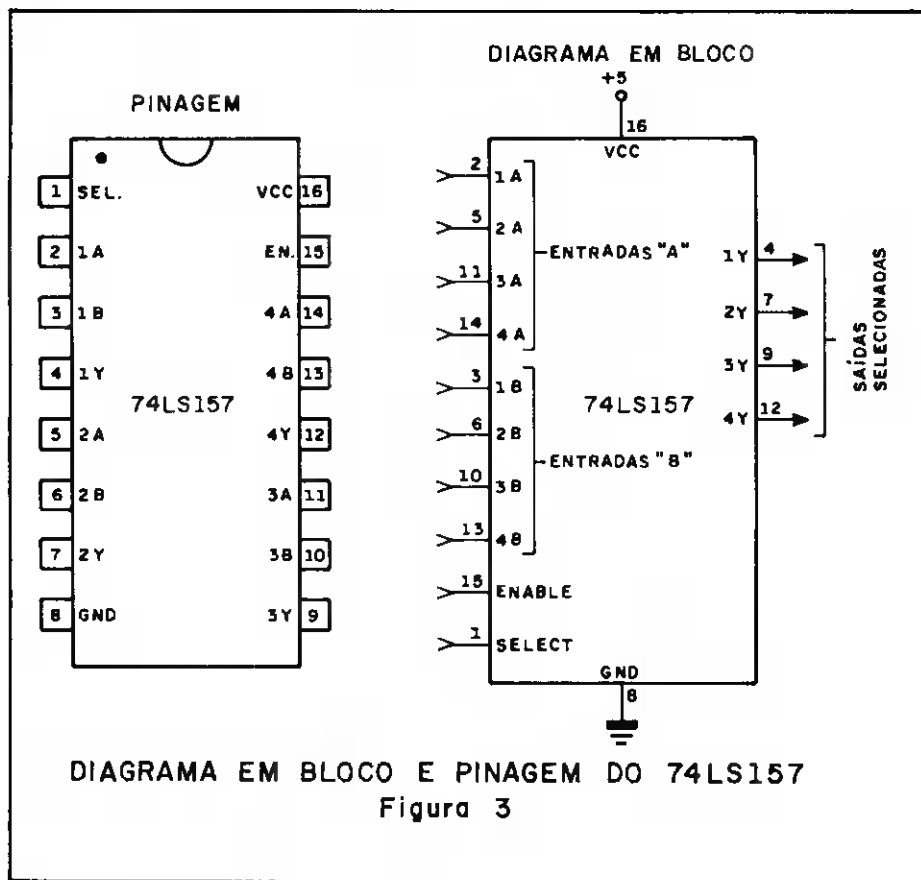 PINAGEM
1 SEL. VCC 16
2 1A EN. 15
3 1B 4A 14
4 1Y 4B 13
74LS157
5 2A 4Y 12
6 2B 3A 11
7 2Y 3B 10
8 GND 3Y 9
DIAGRAMA EM BLOCO
+5
16
VCC
2 1A
5 2A
11 3A
14 4A
ENTRADAS "A"
3 1B
6 2B
10 3B
13 4B
ENTRADAS "B"
15 ENABLE
1 SELECT
74LS157
1Y 4
2Y 7
3Y 9
4Y 12
SAÍDAS
SELECIONADAS
GND
8
DIAGRAMA EM BLOCO E PINAGEM DO 74LS157
Figura 3